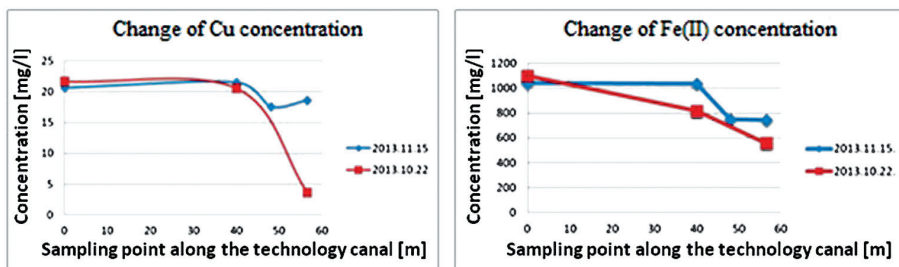 Change of Cu concentration
Concentration [mg/l]
25
20
15
10
5
0
0 10 20 30 40 50 60
Sampling point along the technology canal [m]
2013.11.15
2013.10.22
Change of Fe(II) concentration
Concentration [mg/l]
1200
1000
800
600
400
200
0
0 10 20 30 40 50 60
Sampling point along the technology canal [m]
2013.11.15.
2013.10.22.